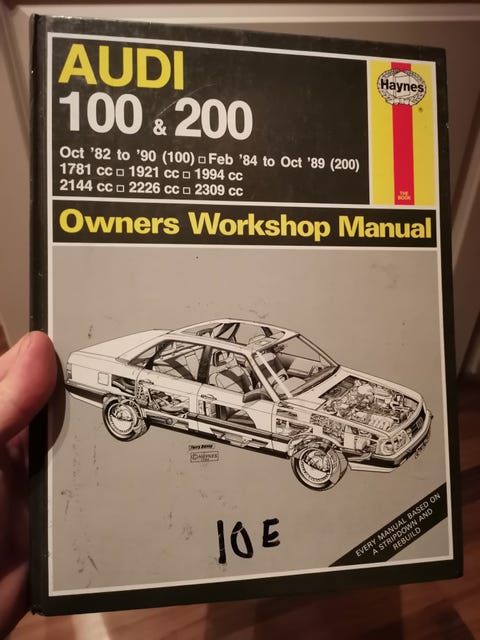 AUDI
100 & 200
Haynes
®
Oct '82 to '90 (100) □ Feb '84 to Oct '89 (200)
1781 cc □ 1921 cc □ 1994 cc
2144 cc □ 2226 cc □ 2309 cc
THE
BOOK
Owners Workshop Manual
Terry Davey
©HAYNES
10E
EVERY MANUAL BASED ON
A STRIPDOWN AND
REBUILD